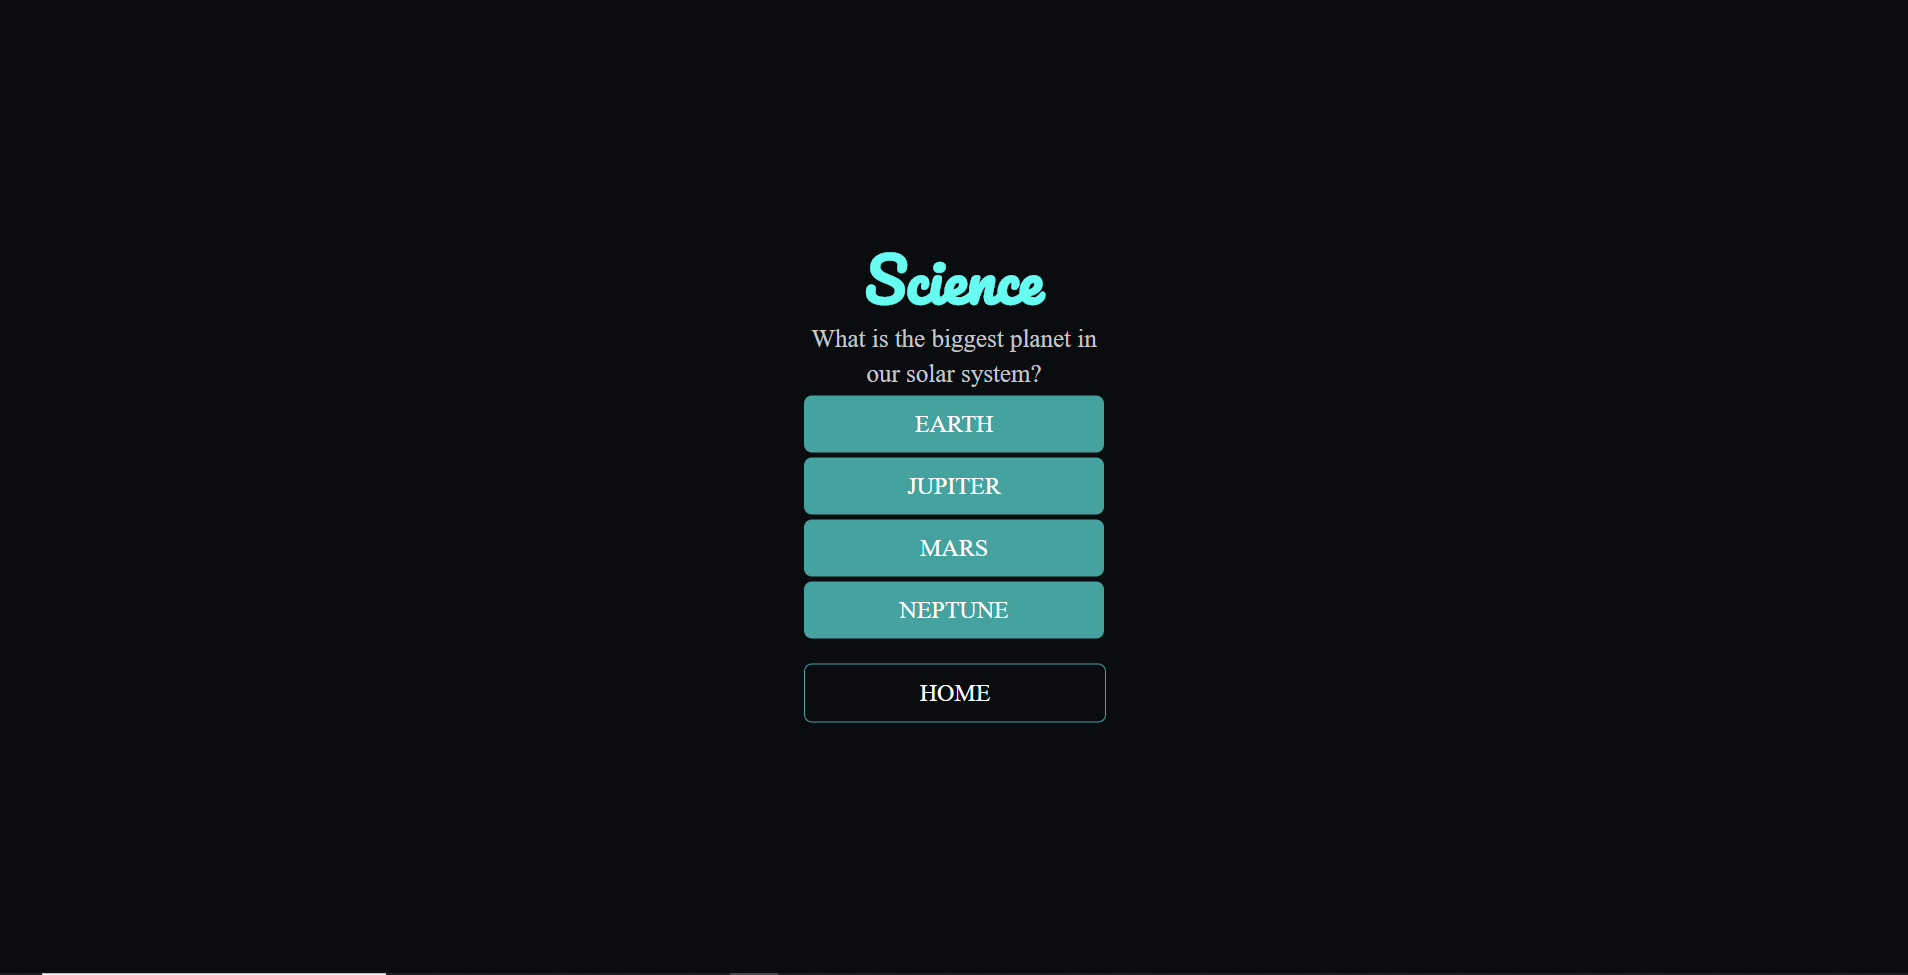 Science
What is the biggest planet in
our solar system?
EARTH
JUPITER
MARS
NEPTUNE
HOME